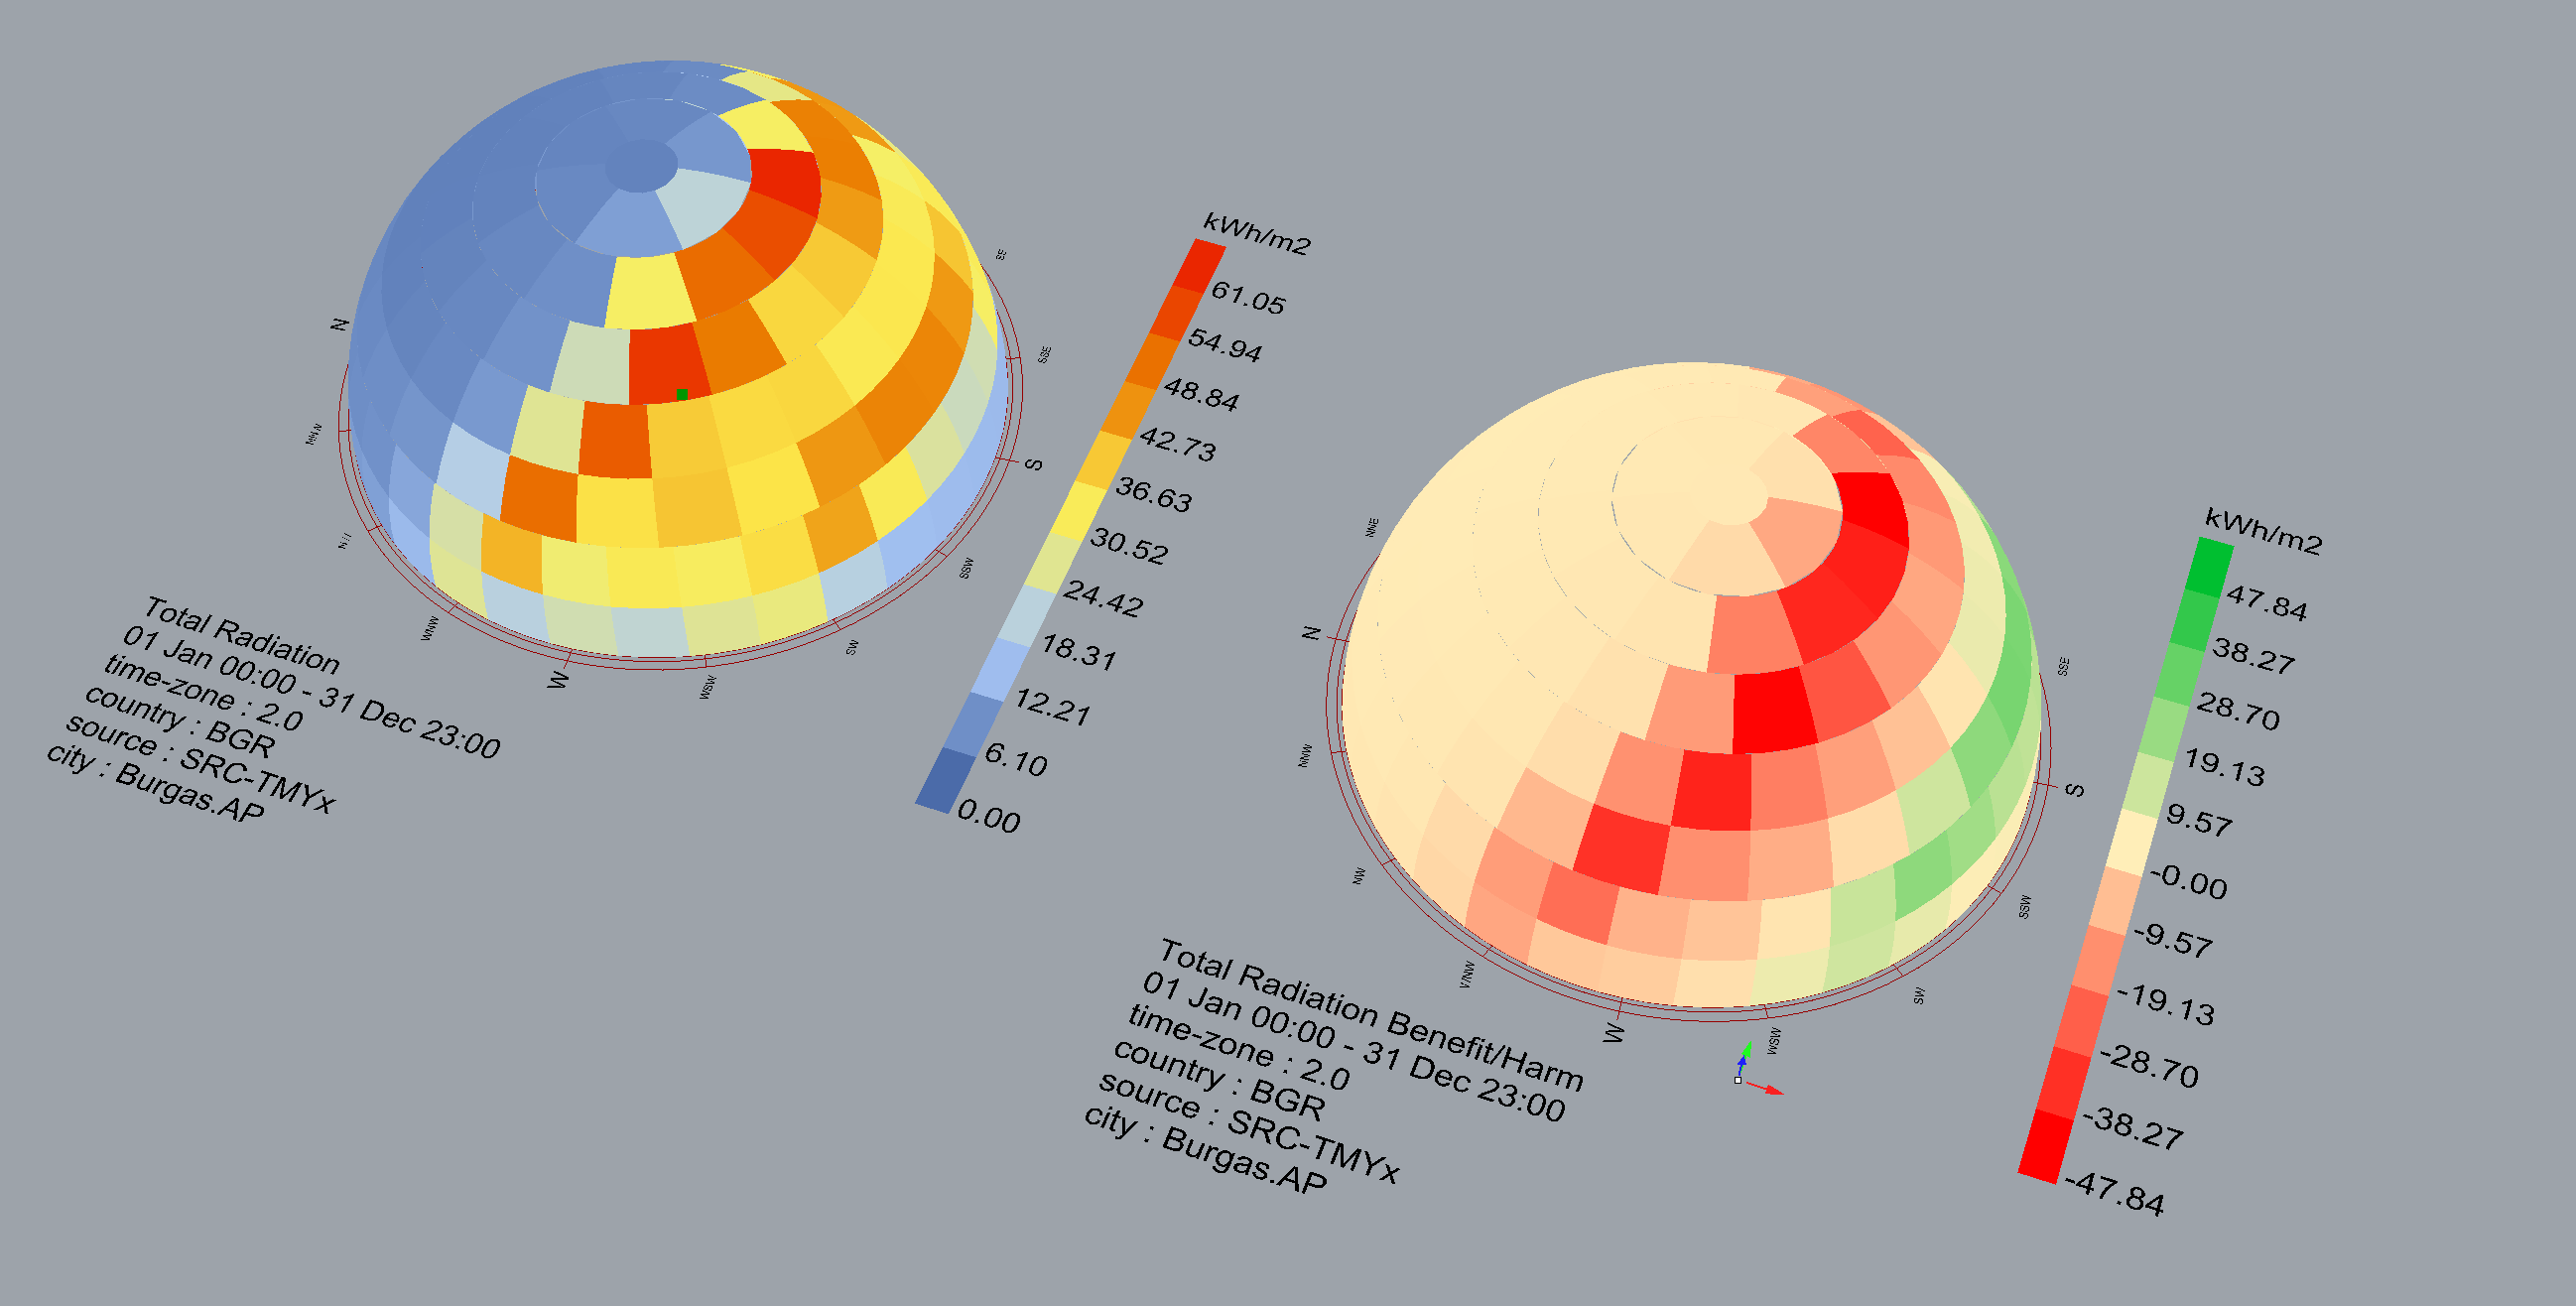 SE
N
SSE
NNW
S
SSW
WNW
SW
W
WSW
kWh/m2
61.05
54.94
48.84
42.73
36.63
30.52
24.42
18.31
12.21
6.10
0.00
Total Radiation
01 Jan 00:00 - 31 Dec 23:00
time-zone : 2.0
country : BGR
source : SRC-TMYx
city : Burgas.AP
NNE
N
SSE
NNW
S
NW
SSW
WNW
SW
W
WSW
kWh/m2
47.84
38.27
28.70
19.13
9.57
-0.00
-9.57
-19.13
-28.70
-38.27
-47.84
Total Radiation Benefit/Harm
01 Jan 00:00 - 31 Dec 23:00
time-zone : 2.0
country : BGR
source : SRC-TMYx
city : Burgas.AP